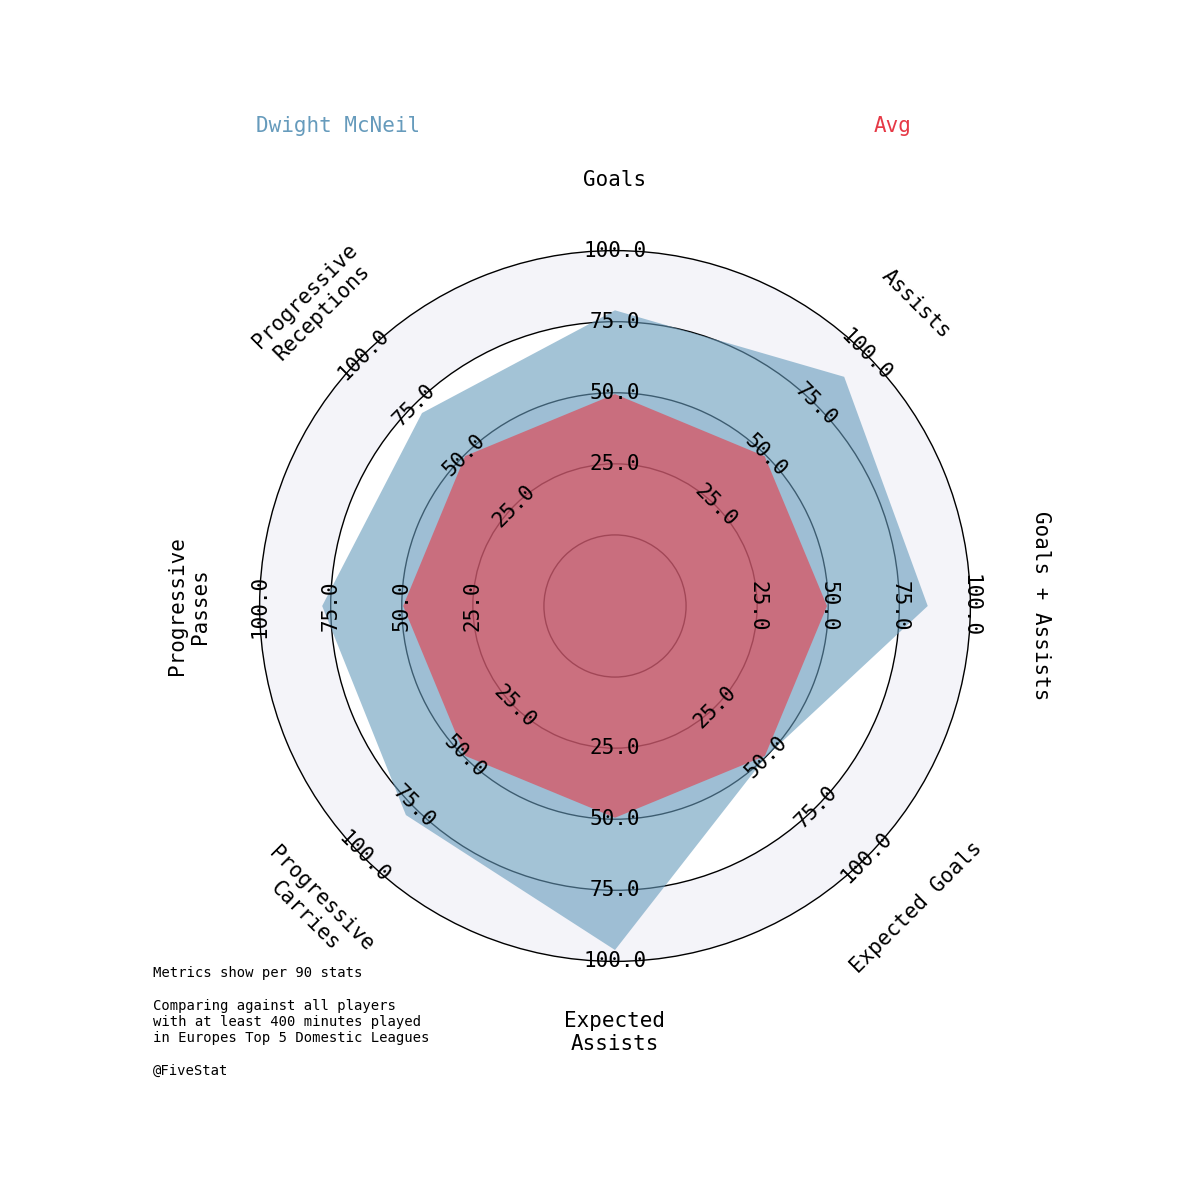 Dwight McNeil
Avg
Goals
Assists
Goals + Assists
Expected Goals
Expected
Assists
Progressive
Carries
Progressive
Passes
Progressive
Receptions
25.0
50.0
75.0
100.0
25.0
50.0
75.0
100.0
25.0
50.0
75.0
100.0
25.0
50.0
75.0
100.0
25.0
50.0
75.0
100.0
25.0
50.0
75.0
100.0
25.0
50.0
75.0
100.0
25.0
50.0
75.0
100.0
Metrics show per 90 stats
Comparing against all players
with at least 400 minutes played
in Europes Top 5 Domestic Leagues
@FiveStat